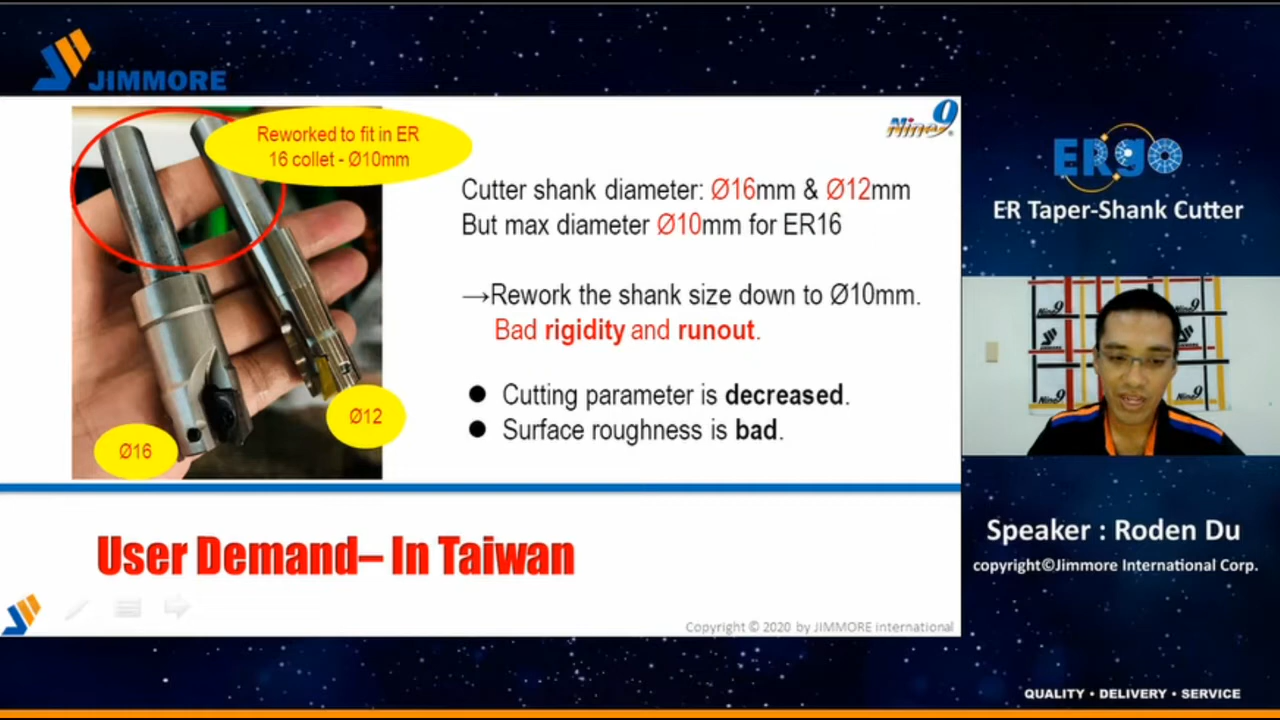 JIMMORE
Reworked to fit in ER
16 collet - Ø10mm
Nine9
Cutter shank diameter: Ø16mm & Ø12mm
But max diameter Ø10mm for ER16
→Rework the shank size down to Ø10mm.
Bad rigidity and runout.
● Cutting parameter is decreased.
● Surface roughness is bad.
Ø12
Ø16
User Demand– In Taiwan
Copyright © 2020 by JIMMORE international
ERgo
ER Taper-Shank Cutter
Nine9
Nine9
Nine9
Speaker : Roden Du
copyright©Jimmore International Corp.
QUALITY • DELIVERY • SERVICE